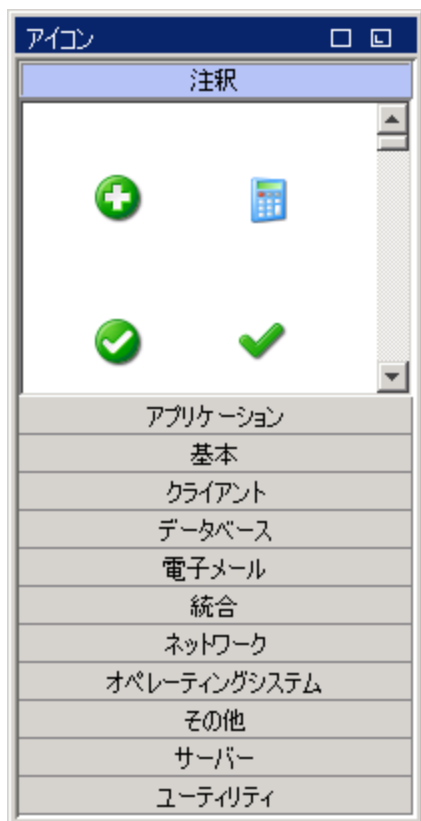 アイコン
注釈
アプリケーション
基本
クライアント
データベース
電子メール
統合
ネットワーク
オペレーティングシステム
その他
サーバー
ユーティリティ